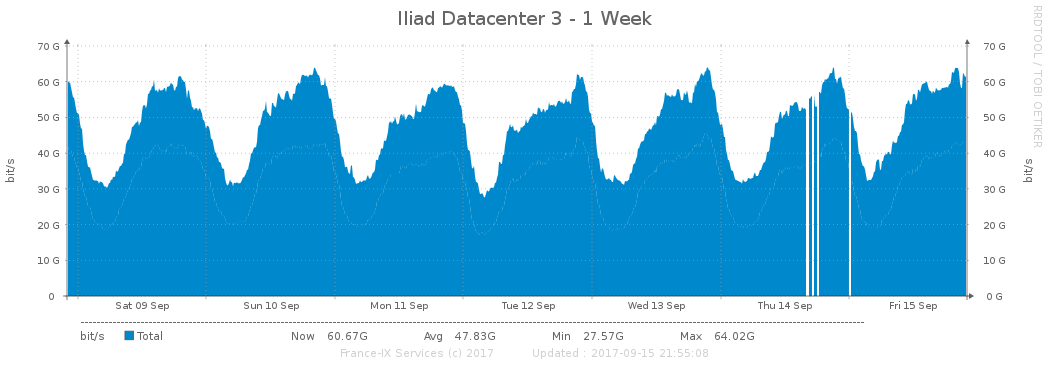 Iliad Datacenter 3 - 1 Week
RRDTOOL / TOBI OETIKER
bit/s
70 G 70 G
60 G 60 G
50 G 50 G
40 G 40 G
30 G 30 G
20 G 20 G
10 G 10 G
0 0 G
bit/s
Sat 09 Sep Sun 10 Sep Mon 11 Sep Tue 12 Sep Wed 13 Sep Thu 14 Sep Fri 15 Sep
bit/s Total Now 60.67G Avg 47.83G Min 27.57G Max 64.02G
France-IX Services (c) 2017 Updated : 2017-09-15 21:55:08